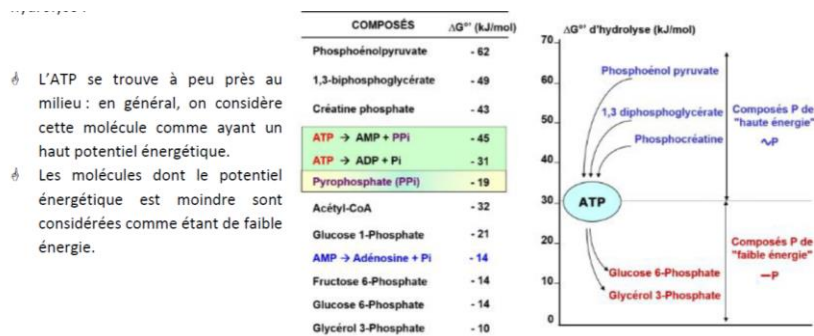 L'ATP se trouve à peu près au
milieu : en général, on considère
cette molécule comme ayant un
haut potentiel énergétique.
Les molécules dont le potentiel
énergétique est moindre sont
considérées comme étant de faible
énergie.
COMPOSÉS ΔG°' (kJ/mol)
Phosphoénolpyruvate - 62
1,3-biphosphoglycérate - 49
Créatine phosphate - 43
ATP → AMP + PPi - 45
ATP → ADP + Pi - 31
Pyrophosphate (PPi) - 19
Acétyl-CoA - 32
Glucose 1-Phosphate - 21
AMP → Adénosine + Pi - 14
Fructose 6-Phosphate - 14
Glucose 6-Phosphate - 14
Glycérol 3-Phosphate - 10
ΔG°' d'hydrolyse (kJ/mol)
70
60
50
40
30
20
10
0
Phosphoénol pyruvate
1,3 diphosphoglycérate
Phosphocréatine
Composés P de
"haute énergie"
~P
ATP
Composés P de
"faible énergie"
–P
Glucose 6-Phosphate
Glycérol 3-Phosphate